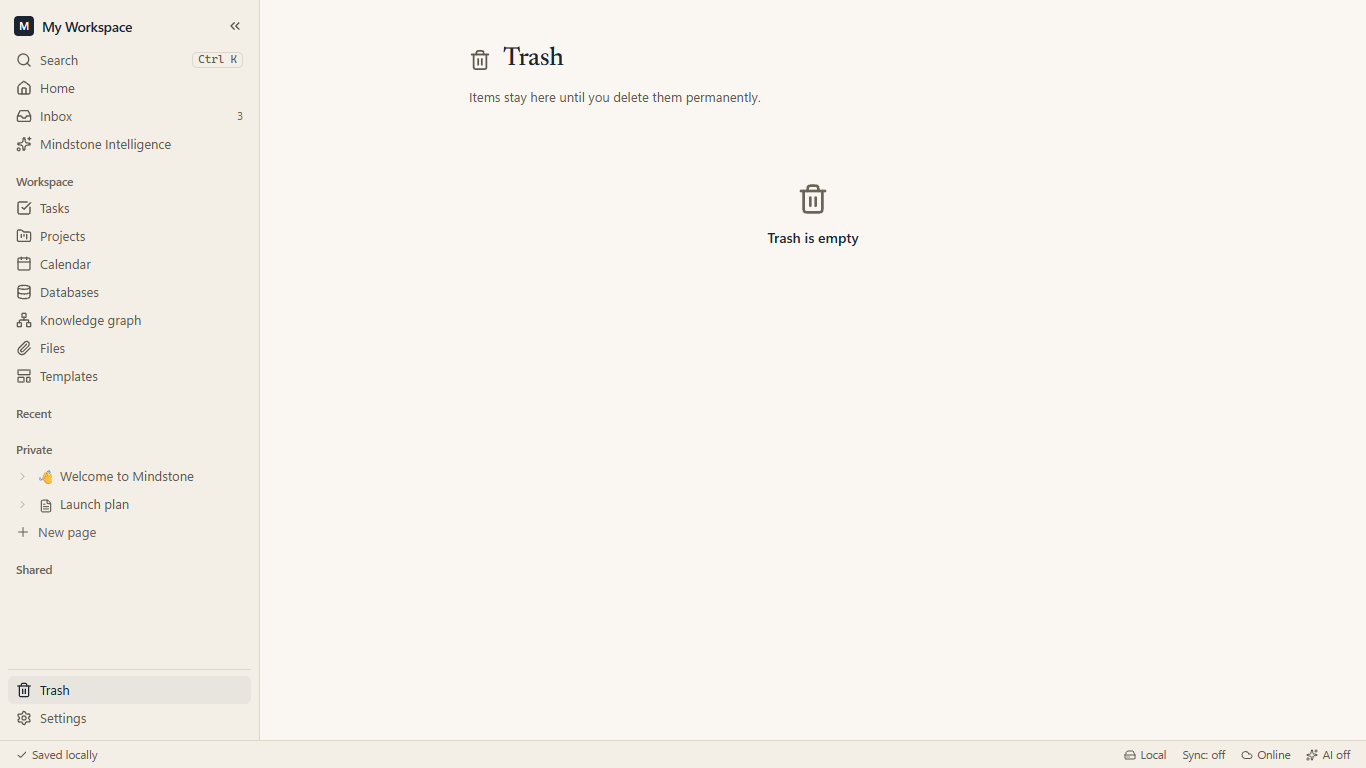 M My Workspace
Search Ctrl K
Home
Inbox 3
Mindstone Intelligence
Workspace
Tasks
Projects
Calendar
Databases
Knowledge graph
Files
Templates
Recent
Private
Welcome to Mindstone
Launch plan
New page
Shared
Trash
Settings
Trash
Items stay here until you delete them permanently.
Trash is empty
Saved locally
Local
Sync: off
Online
AI off